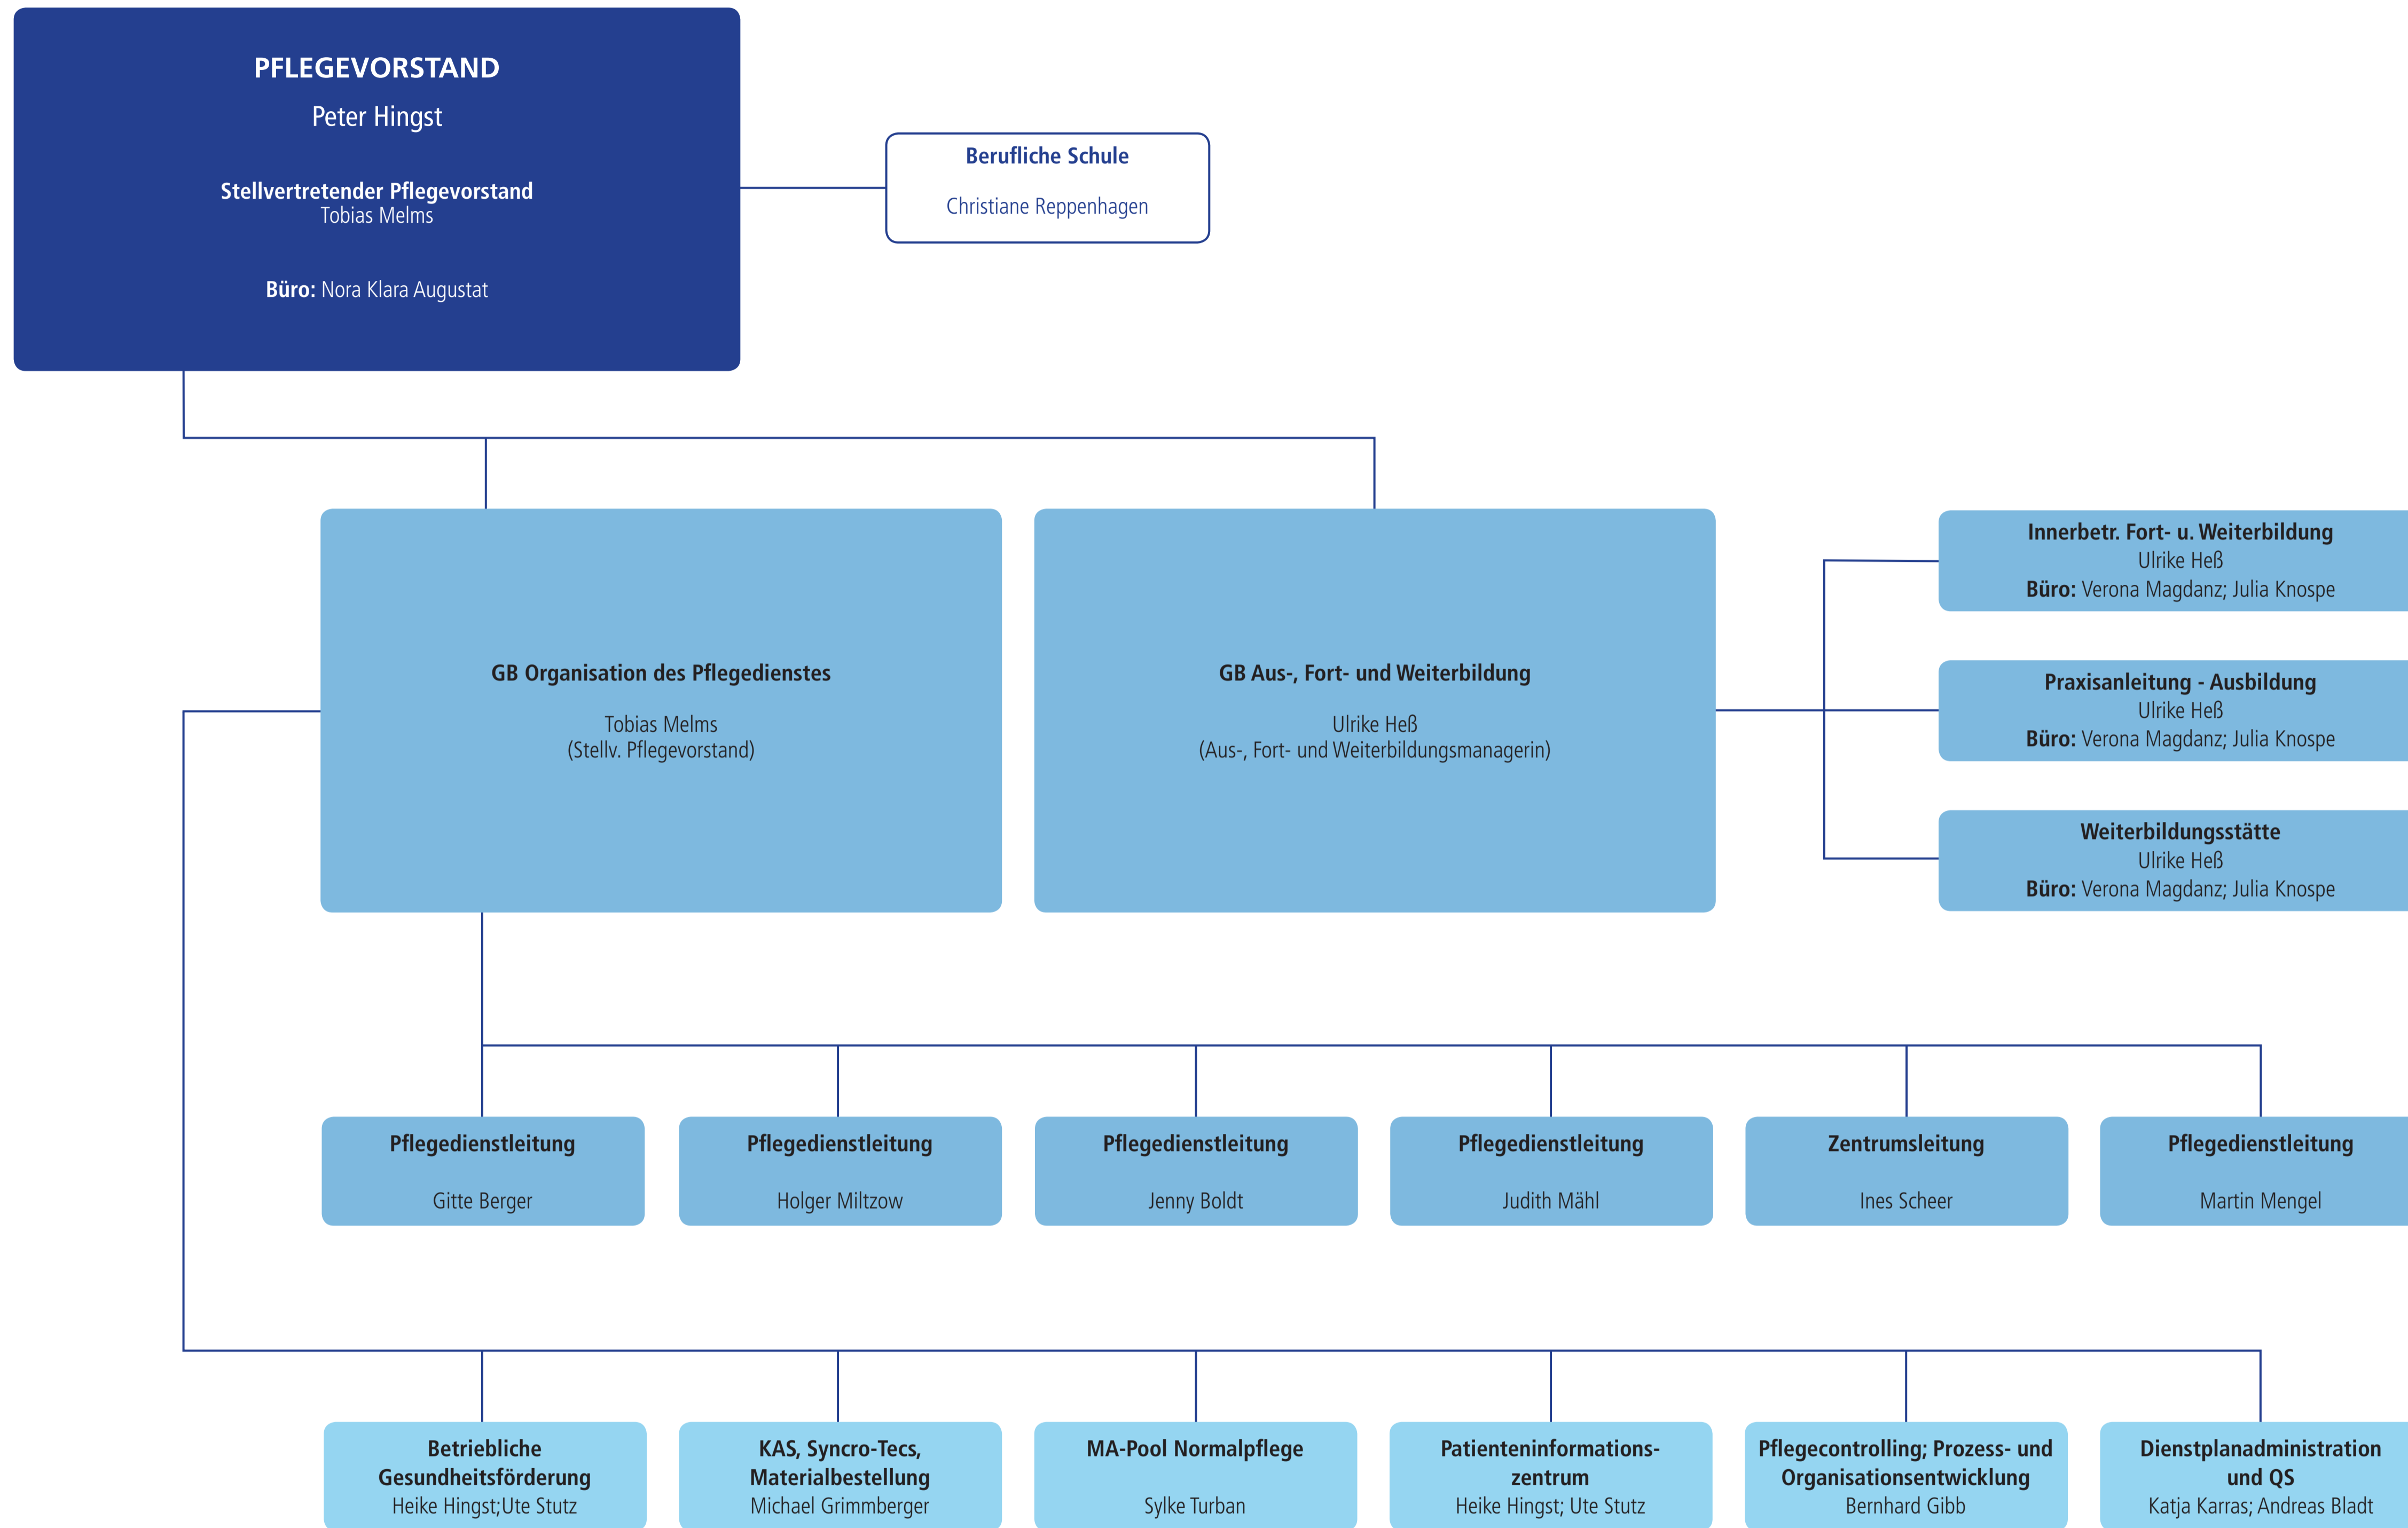 PFLEGEVORSTAND
Peter Hingst
Stellvertretender Pflegevorstand
Tobias Melms
Büro: Nora Klara Augustat
Berufliche Schule
Christiane Reppenhagen
GB Organisation des Pflegedienstes
Tobias Melms
(Stellv. Pflegevorstand)
GB Aus-, Fort- und Weiterbildung
Ulrike Heß
(Aus-, Fort- und Weiterbildungsmanagerin)
Innerbetr. Fort- u. Weiterbildung
Ulrike Heß
Büro: Verona Magdanz; Julia Knospe
Praxisanleitung - Ausbildung
Ulrike Heß
Büro: Verona Magdanz; Julia Knospe
Weiterbildungsstätte
Ulrike Heß
Büro: Verona Magdanz; Julia Knospe
Pflegedienstleitung
Gitte Berger
Pflegedienstleitung
Holger Miltzow
Pflegedienstleitung
Jenny Boldt
Pflegedienstleitung
Judith Mähl
Zentrumsleitung
Ines Scheer
Pflegedienstleitung
Martin Mengel
Betriebliche
Gesundheitsförderung
Heike Hingst;Ute Stutz
KAS, Syncro-Tecs,
Materialbestellung
Michael Grimmberger
MA-Pool Normalpflege
Sylke Turban
Patienteninformations-
zentrum
Heike Hingst; Ute Stutz
Pflegecontrolling; Prozess- und
Organisationsentwicklung
Bernhard Gibb
Dienstplanadministration
und QS
Katja Karras; Andreas Bladt